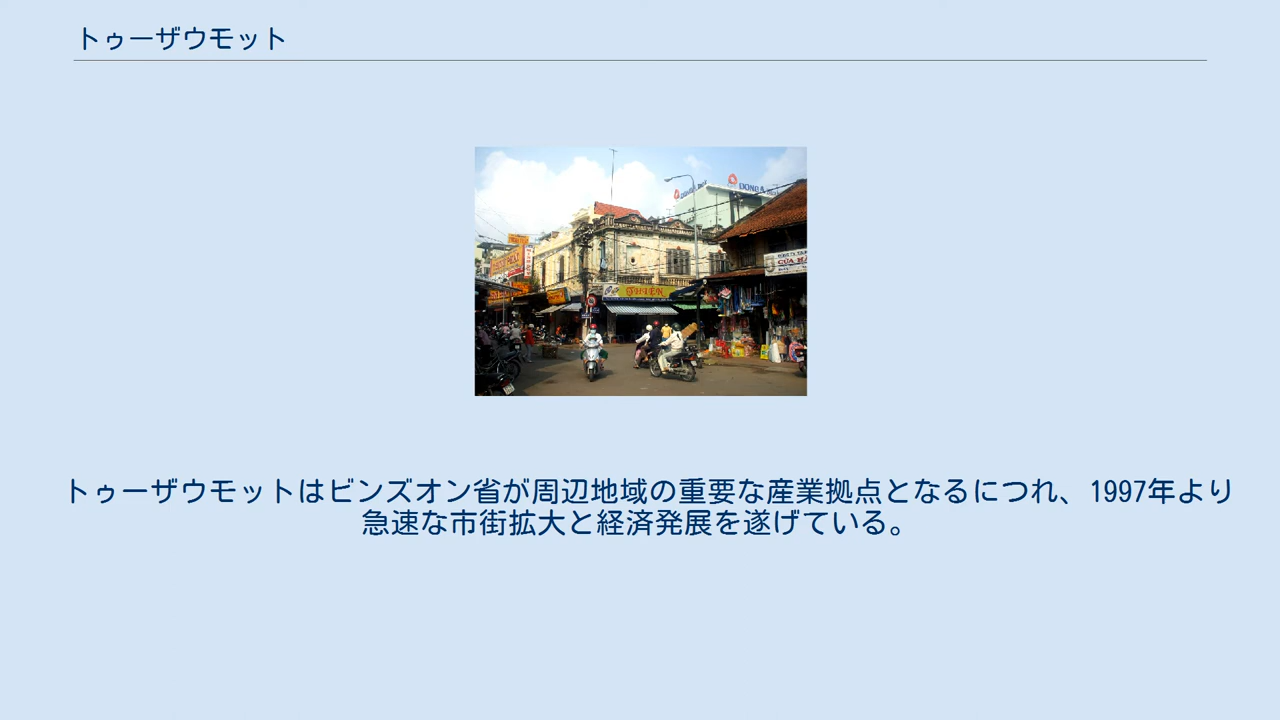 トゥーザウモット
DONGA
THIÊN
CỬA H
トゥーザウモットはビンズオン省が周辺地域の重要な産業拠点となるにつれ、1997年より
急速な市街拡大と経済発展を遂げている。